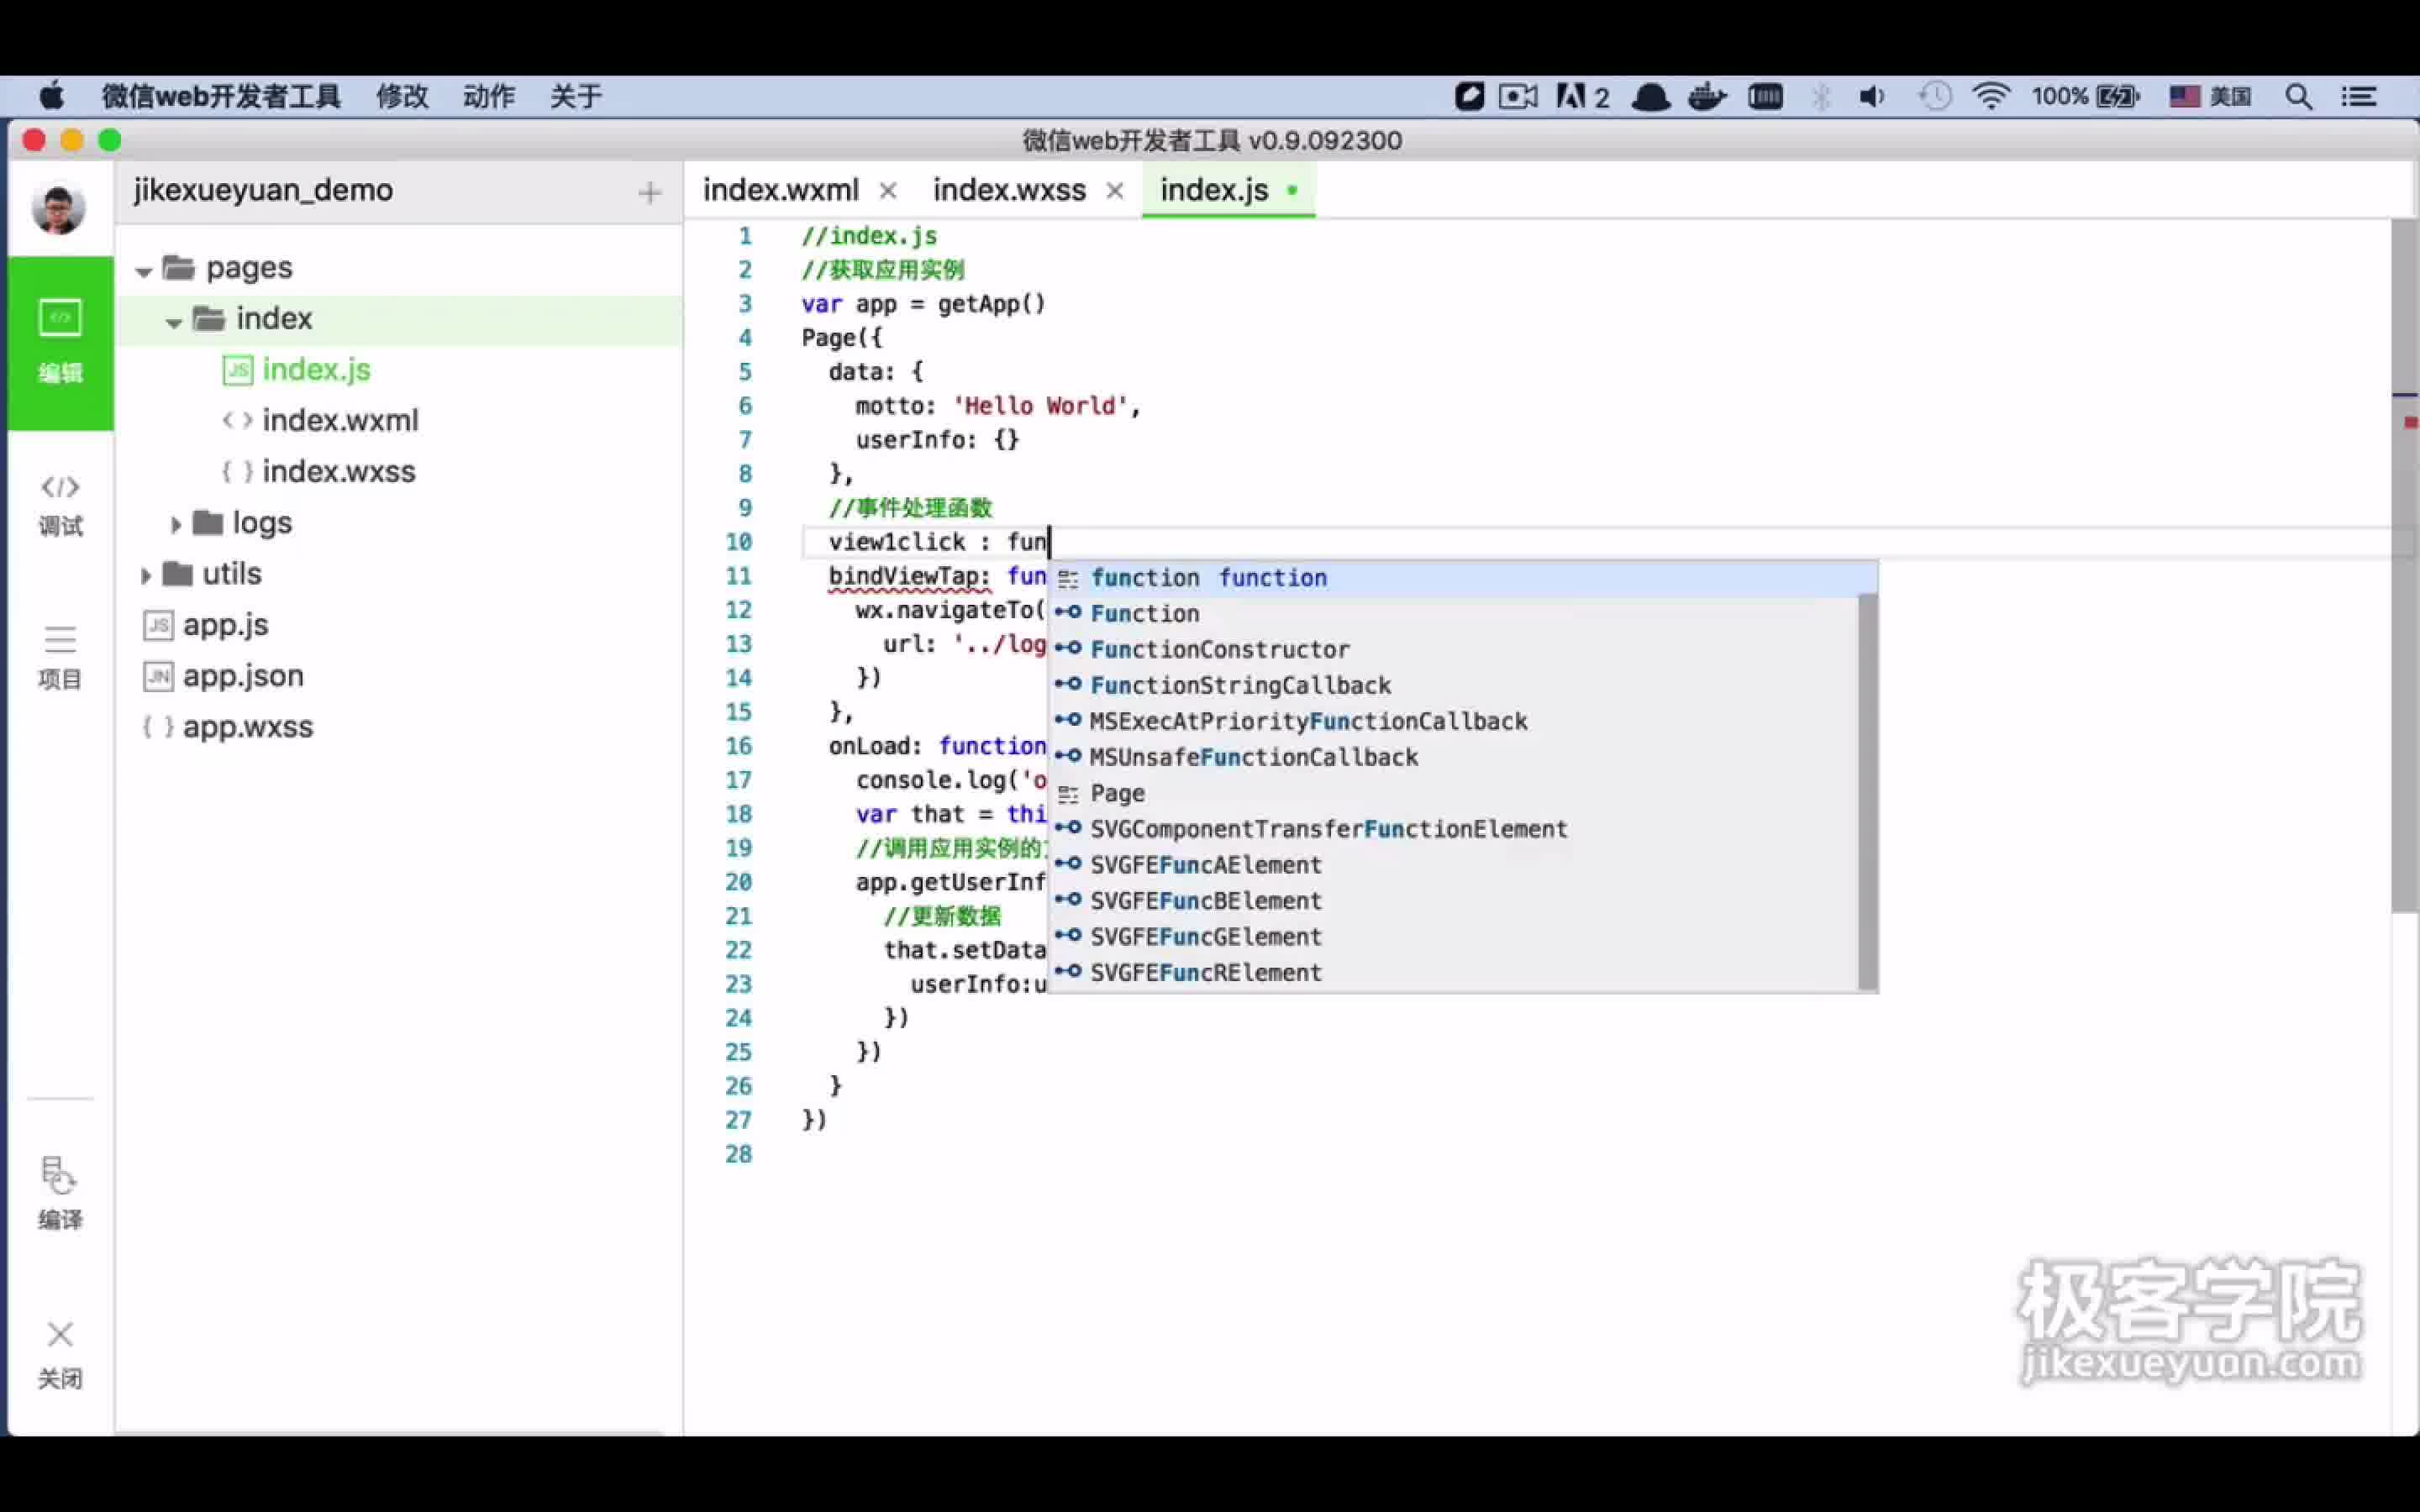 微信web开发者工具 修改 动作 关于 2 100% 美国
微信web开发者工具 v0.9.092300
jikexueyuan_demo +
pages
index
index.js
index.wxml
index.wxss
logs
utils
app.js
app.json
app.wxss
编辑
调试
项目
编译
关闭
index.wxml × index.wxss × index.js
1 //index.js
2 //获取应用实例
3 var app = getApp()
4 Page({
5 data: {
6 motto: 'Hello World',
7 userInfo: {}
8 },
9 //事件处理函数
10 view1click : fun
11 bindViewTap: fun
12 wx.navigateTo(
13 url: '../log
14 })
15 },
16 onLoad: function
17 console.log('o
18 var that = thi
19 //调用应用实例的
20 app.getUserInf
21 //更新数据
22 that.setData
23 userInfo:u
24 })
25 })
26 }
27 })
28
function function
Function
FunctionConstructor
FunctionStringCallback
MSExecAtPriorityFunctionCallback
MSUnsafeFunctionCallback
Page
SVGComponentTransferFunctionElement
SVGFEFuncAElement
SVGFEFuncBElement
SVGFEFuncGElement
SVGFEFuncRElement
极客学院
jikexueyuan.com